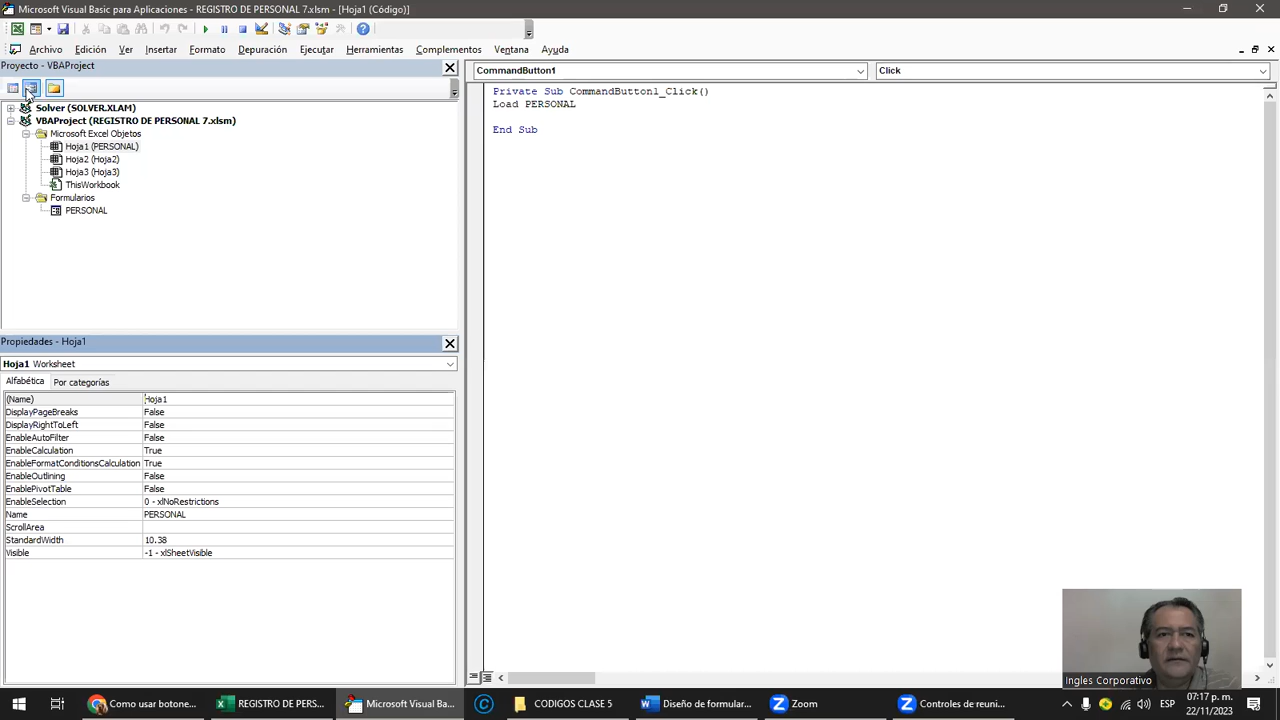 Microsoft Visual Basic para Aplicaciones - REGISTRO DE PERSONAL 7.xlsm - [Hoja1 (Código)]
Archivo Edición Ver Insertar Formato Depuración Ejecutar Herramientas Complementos Ventana Ayuda
Proyecto - VBAProject
CommandButton1
Click
Solver (SOLVER.XLAM)
VBAProject (REGISTRO DE PERSONAL 7.xlsm)
Microsoft Excel Objetos
Hoja1 (PERSONAL)
Hoja2 (Hoja2)
Hoja3 (Hoja3)
ThisWorkbook
Formularios
PERSONAL
Private Sub CommandButton1_Click()
Load PERSONAL
End Sub
Propiedades - Hoja1
Hoja1 Worksheet
Alfabética Por categorías
(Name) Hoja1
DisplayPageBreaks False
DisplayRightToLeft False
EnableAutoFilter False
EnableCalculation True
EnableFormatConditionsCalculation True
EnableOutlining False
EnablePivotTable False
EnableSelection 0 - xlNoRestrictions
Name PERSONAL
ScrollArea
StandardWidth 10.38
Visible -1 - xlSheetVisible
Ingles Corporativo
Como usar botone...
REGISTRO DE PERS...
Microsoft Visual Ba...
CODIGOS CLASE 5
Diseño de formular...
Zoom
Controles de reuni...
ESP
07:17 p. m.
22/11/2023